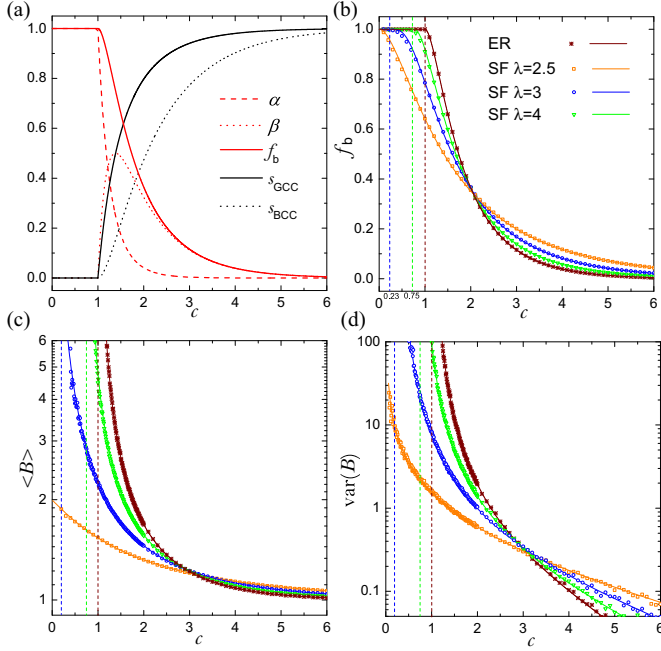 (a)
1.0
0.8
0.6
0.4
0.2
0.0
α
β
f_b
s_GCC
s_BCC
0 1 2 3 4 5 6
c
(b)
f_b
1.0
0.8
0.6
0.4
0.2
0.0
ER
SF λ=2.5
SF λ=3
SF λ=4
0 1 2 3 4 5 6
0.23 0.75
c
(c)
<B>
6
5
4
3
2
1
0 1 2 3 4 5 6
c
(d)
var(B)
100
10
1
0.1
0 1 2 3 4 5 6
c